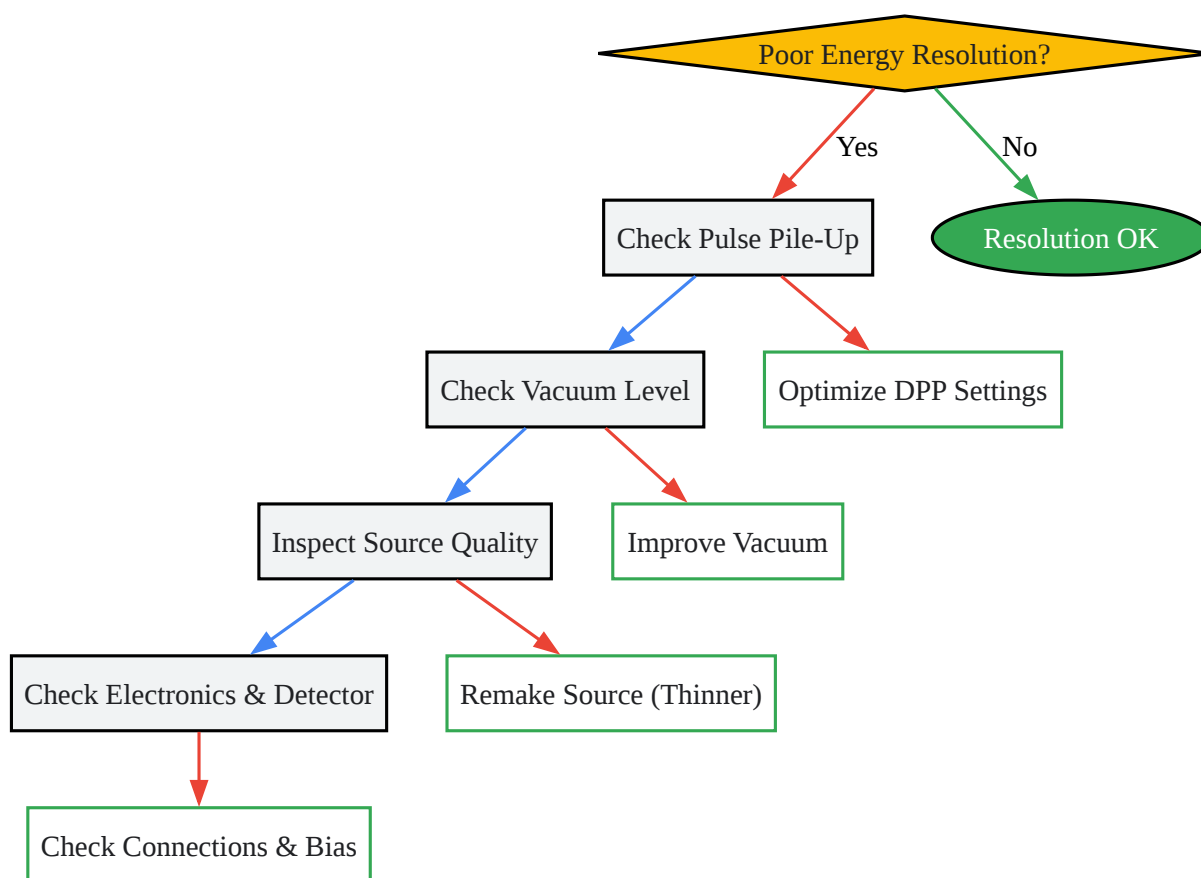 Poor Energy Resolution?
Yes
No
Check Pulse Pile-Up
Resolution OK
Check Vacuum Level
Optimize DPP Settings
Inspect Source Quality
Improve Vacuum
Check Electronics & Detector
Remake Source (Thinner)
Check Connections & Bias